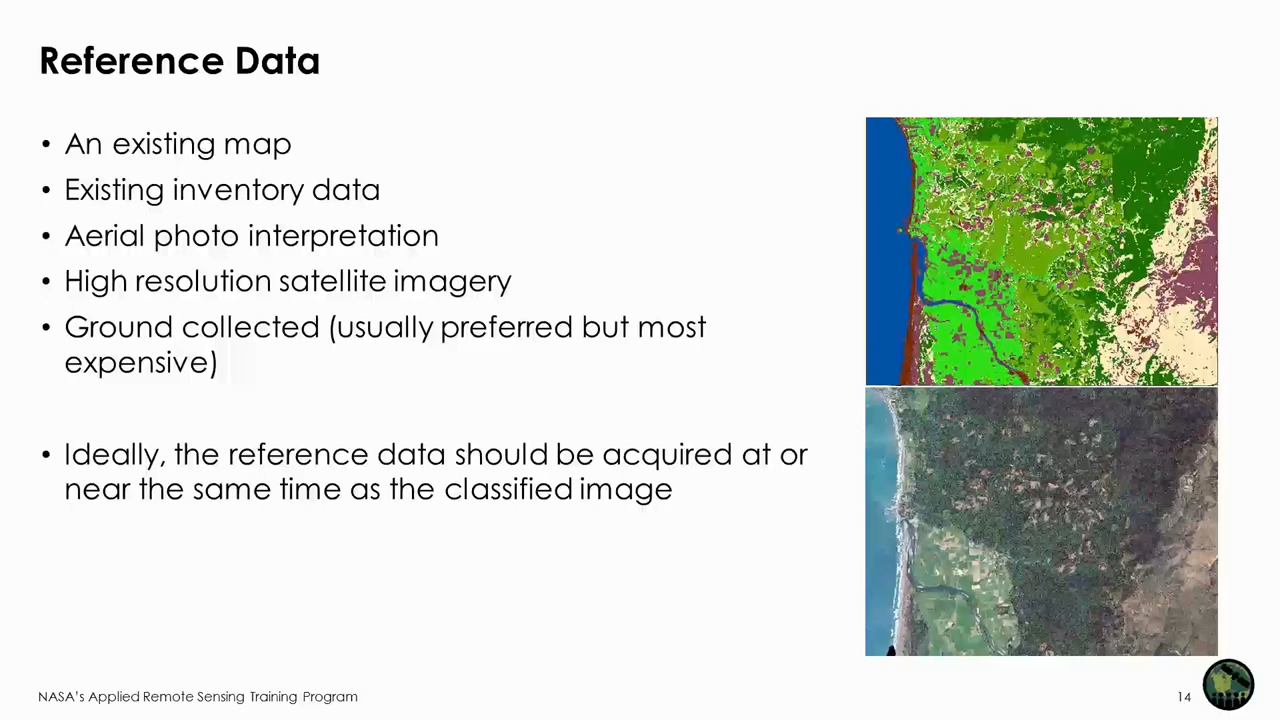 Reference Data
• An existing map
• Existing inventory data
• Aerial photo interpretation
• High resolution satellite imagery
• Ground collected (usually preferred but most
expensive)
• Ideally, the reference data should be acquired at or
near the same time as the classified image
NASA's Applied Remote Sensing Training Program
14